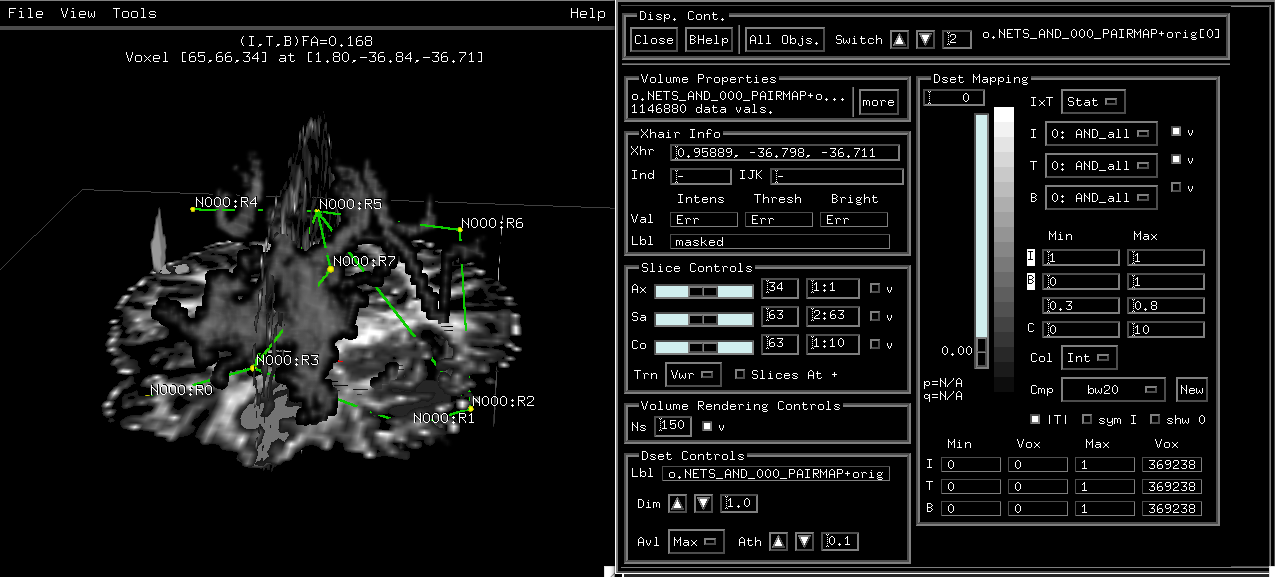 File View Tools Help
(I,T,B)FA=0.168
Voxel [65,66,34] at [1.80,-36.84,-36.71]
N000:R4
N000:R5
N000:R6
N000:R7
N000:R3
N000:R0
N000:R2
N000:R1
Disp. Cont.
Close BHelp All Objs. Switch 2 o.NETS_AND_000_PAIRMAP+orig[0]
Volume Properties
o.NETS_AND_000_PAIRMAP+o...
1146880 data vals.
more
Xhair Info
Xhr 0.95889, -36.798, -36.711
Ind - IJK -
Intens Thresh Bright
Val Err Err Err
Lbl masked
Slice Controls
Ax 34 1:1 v
Sa 63 2:63 v
Co 63 1:10 v
Trn Vwr Slices At +
Volume Rendering Controls
Ns 150 v
Dset Controls
Lbl o.NETS_AND_000_PAIRMAP+orig
Dim 1.0
Avl Max Ath 0.1
Dset Mapping
0
IxT Stat
I 0: AND_all v
T 0: AND_all v
B 0: AND_all v
Min Max
I 1 1
B 0 1
0.3 0.8
C 0 10
0.00
Col Int
p=N/A
q=N/A
Cmp bw20 New
|T| sym I shw 0
Min Vox Max Vox
I 0 0 1 369238
T 0 0 1 369238
B 0 0 1 369238